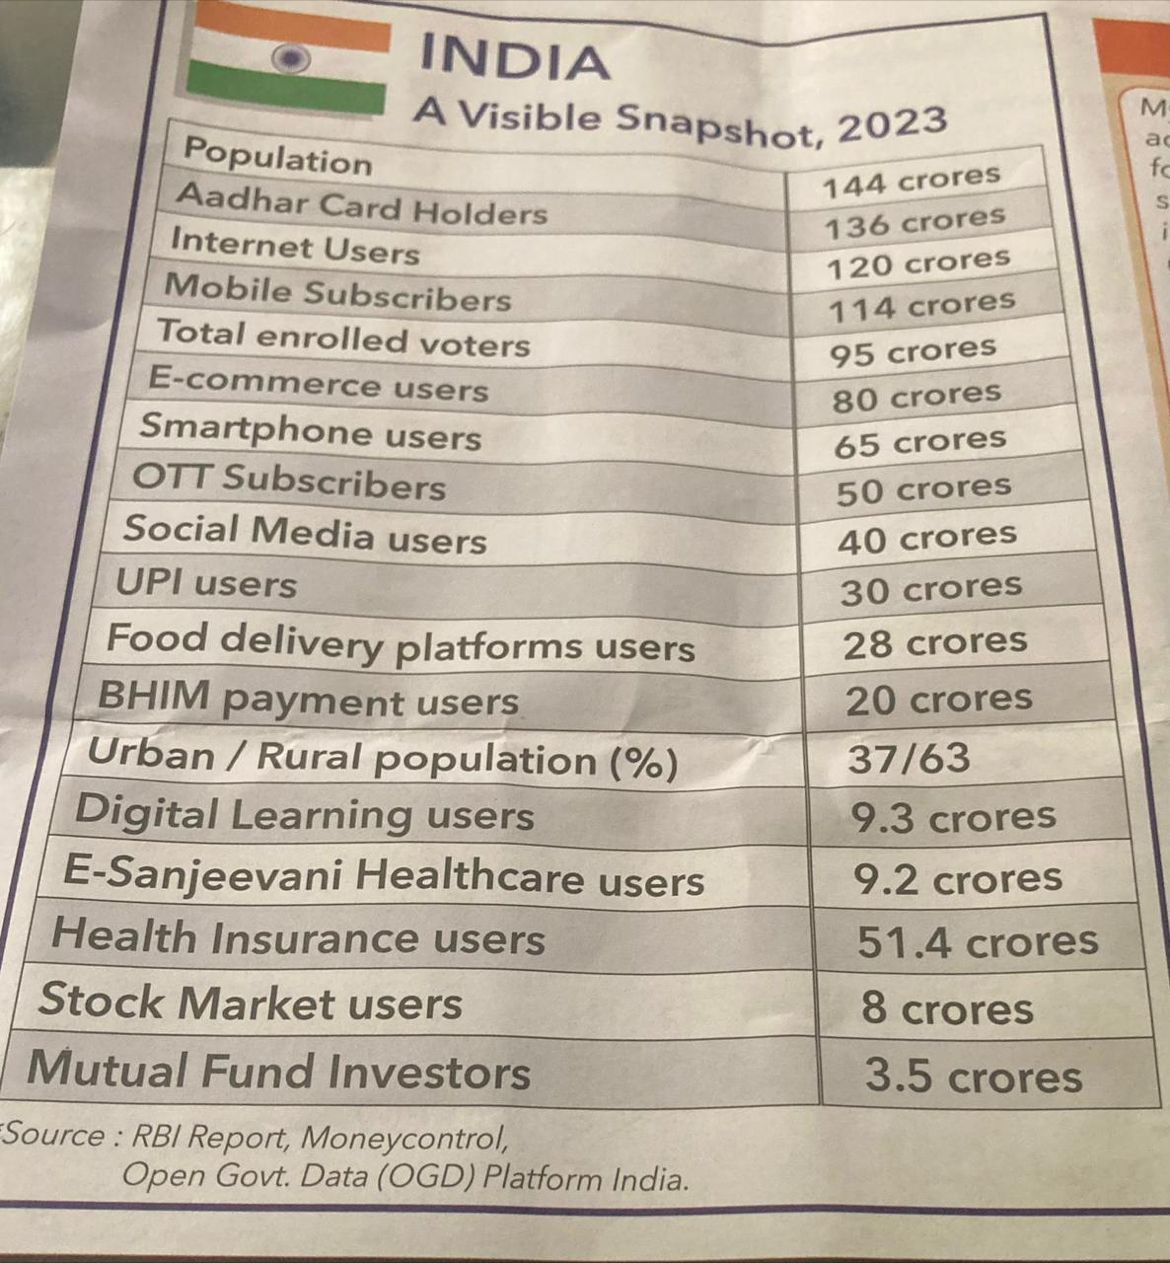 INDIA
A Visible Snapshot, 2023
Population 144 crores
Aadhar Card Holders 136 crores
Internet Users 120 crores
Mobile Subscribers 114 crores
Total enrolled voters 95 crores
E-commerce users 80 crores
Smartphone users 65 crores
OTT Subscribers 50 crores
Social Media users 40 crores
UPI users 30 crores
Food delivery platforms users 28 crores
BHIM payment users 20 crores
Urban / Rural population (%) 37/63
Digital Learning users 9.3 crores
E-Sanjeevani Healthcare users 9.2 crores
Health Insurance users 51.4 crores
Stock Market users 8 crores
Mutual Fund Investors 3.5 crores
*Source : RBI Report, Moneycontrol,
Open Govt. Data (OGD) Platform India.